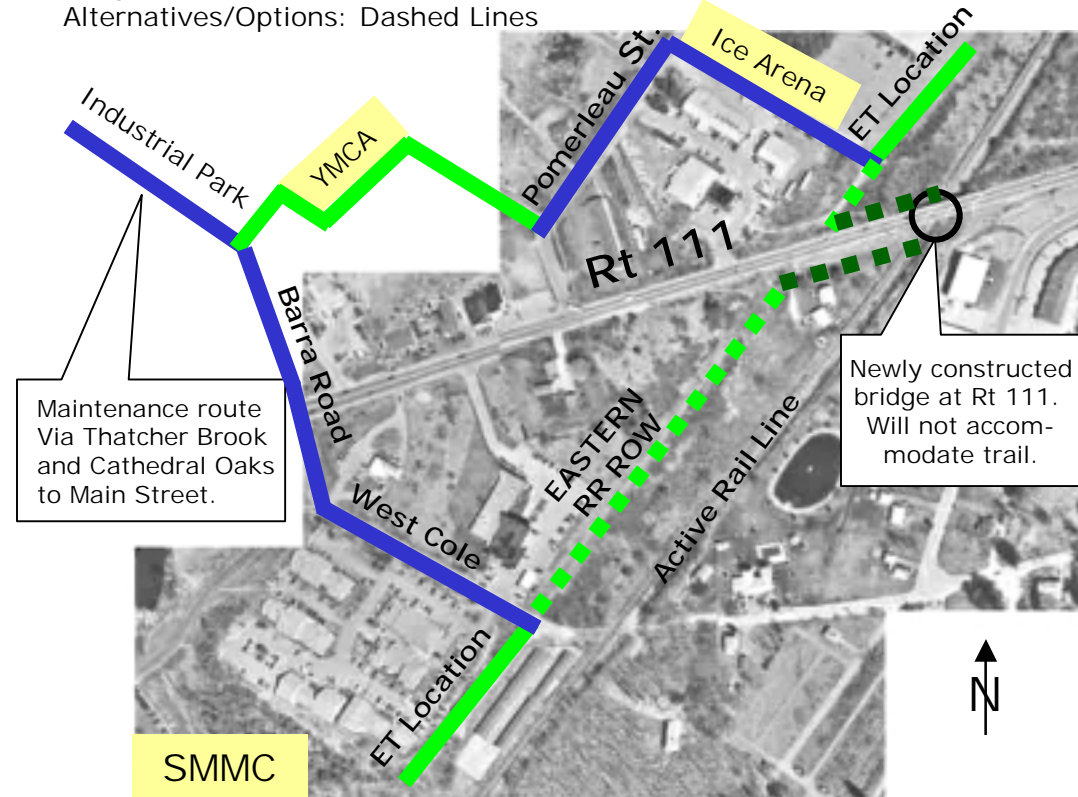 Alternatives/Options: Dashed Lines
Industrial Park
YMCA
Pomerleau St.
Ice Arena
ET Location
Rt 111
Barra Road
Maintenance route
Via Thatcher Brook
and Cathedral Oaks
to Main Street.
Newly constructed
bridge at Rt 111.
Will not accom-
modate trail.
EASTERN
RR ROW
Active Rail Line
West Cole
ET Location
SMMC
N